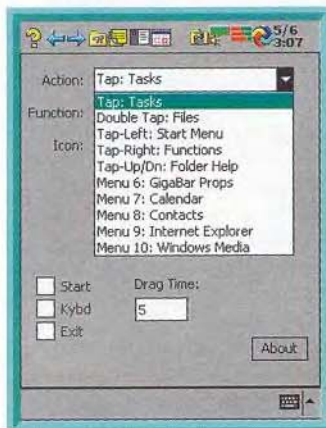 5/6
3:07
Action: Tap: Tasks
Tap: Tasks
Function: Double Tap: Files
Tap-Left: Start Menu
Icon: Tap-Right: Functions
Tap-Up/Dn: Folder Help
Menu 6: GigaBar Props
Menu 7: Calendar
Menu 8: Contacts
Menu 9: Internet Explorer
Menu 10: Windows Media
Start Drag Time:
Kybd 5
Exit
About